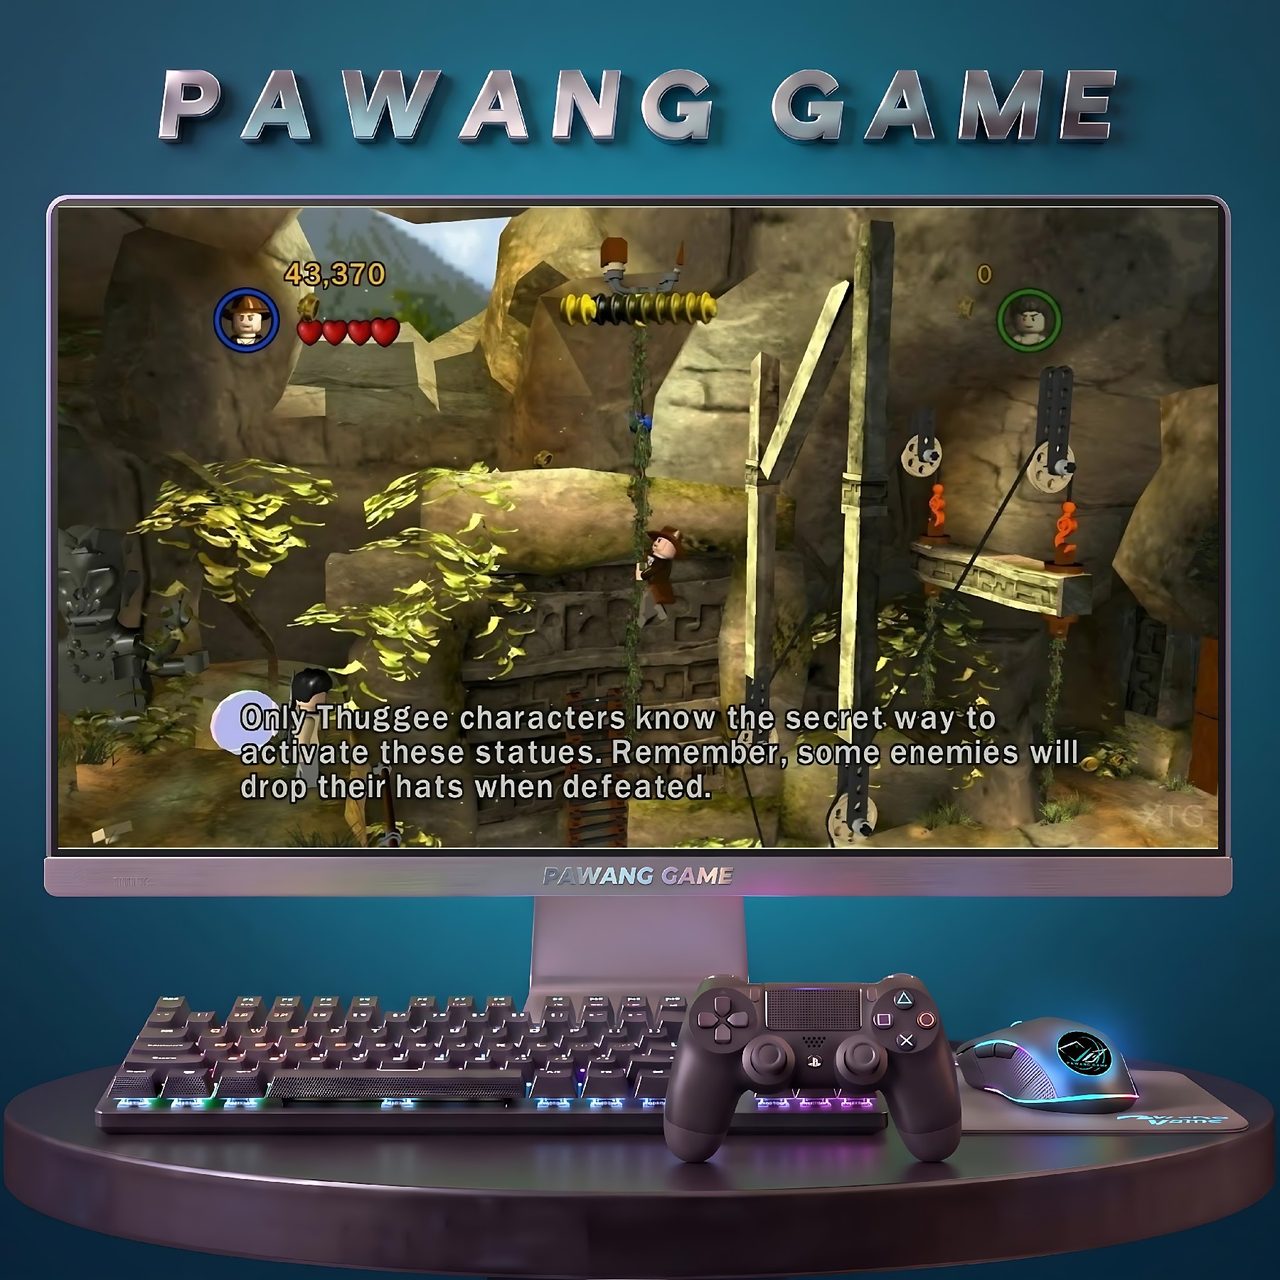 PAWANG GAME
43,370
0
Only Thuggee characters know the secret way to
activate these statues. Remember, some enemies will
drop their hats when defeated.
XTG
PAWANG GAME